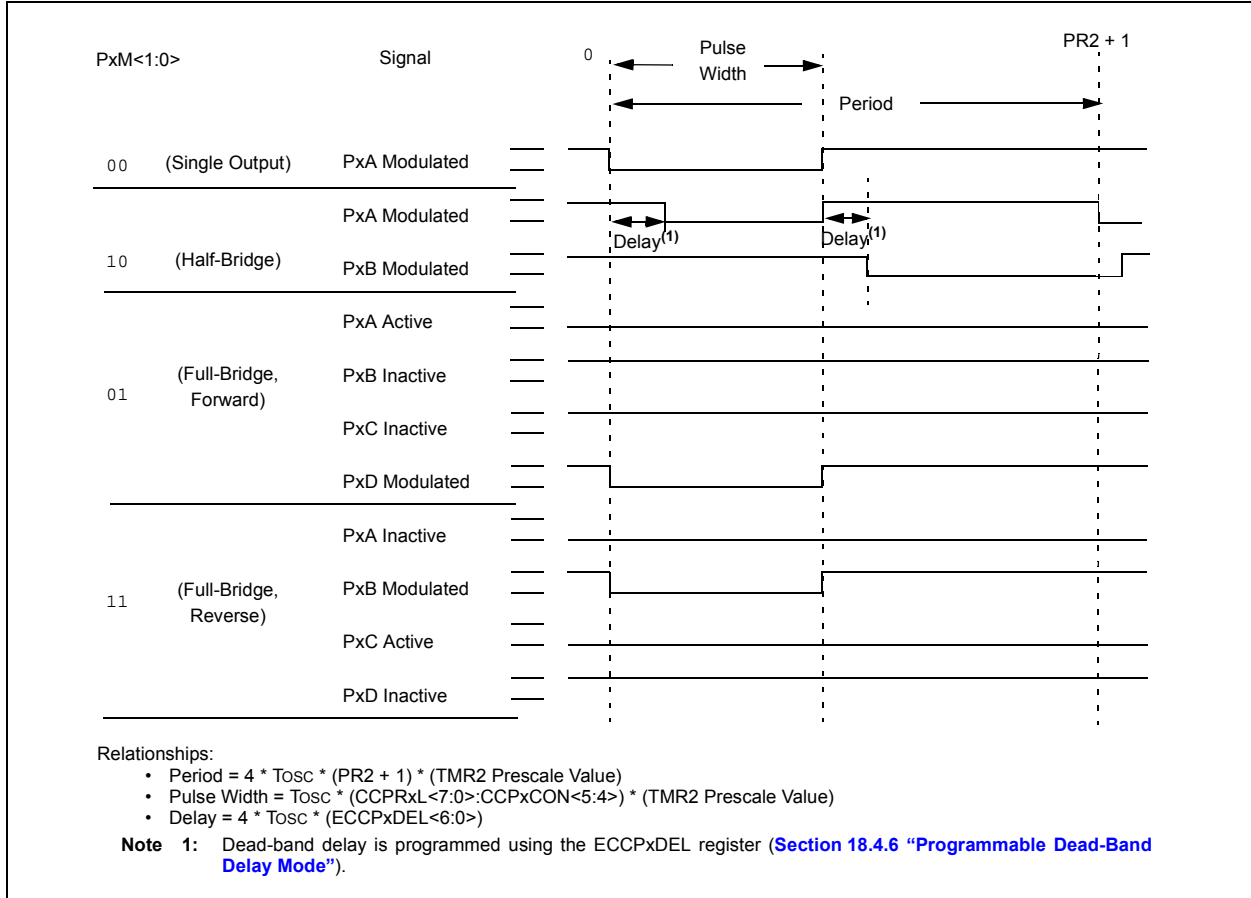 PxM<1:0>
Signal
0
Pulse
Width
PR2 + 1
Period
00
(Single Output)
PxA Modulated
10
(Half-Bridge)
PxA Modulated
Delay(1)
Delay(1)
PxB Modulated
01
(Full-Bridge,
Forward)
PxA Active
PxB Inactive
PxC Inactive
PxD Modulated
11
(Full-Bridge,
Reverse)
PxA Inactive
PxB Modulated
PxC Active
PxD Inactive
Relationships:
• Period = 4 * TOSC * (PR2 + 1) * (TMR2 Prescale Value)
• Pulse Width = TOSC * (CCPRxL<7:0>:CCPxCON<5:4>) * (TMR2 Prescale Value)
• Delay = 4 * TOSC * (ECCPxDEL<6:0>)
Note 1: Dead-band delay is programmed using the ECCPxDEL register (Section 18.4.6 “Programmable Dead-Band
Delay Mode”).